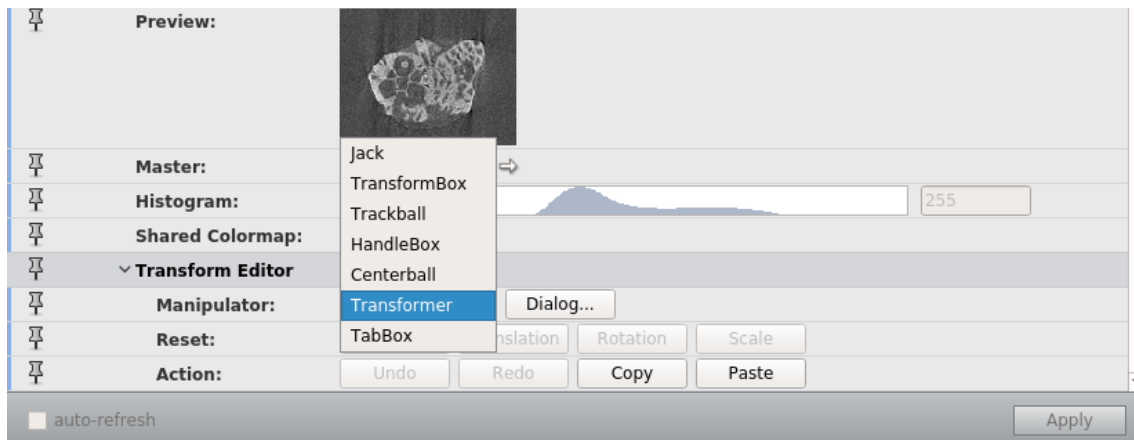 Preview:
Jack
Master:
TransformBox
Histogram:
255
Trackball
Shared Colormap:
HandleBox
Transform Editor
Centerball
Manipulator:
Transformer
Dialog...
Reset:
TabBox
Rotation
Scale
Action:
Undo
Redo
Copy
Paste
auto-refresh
Apply